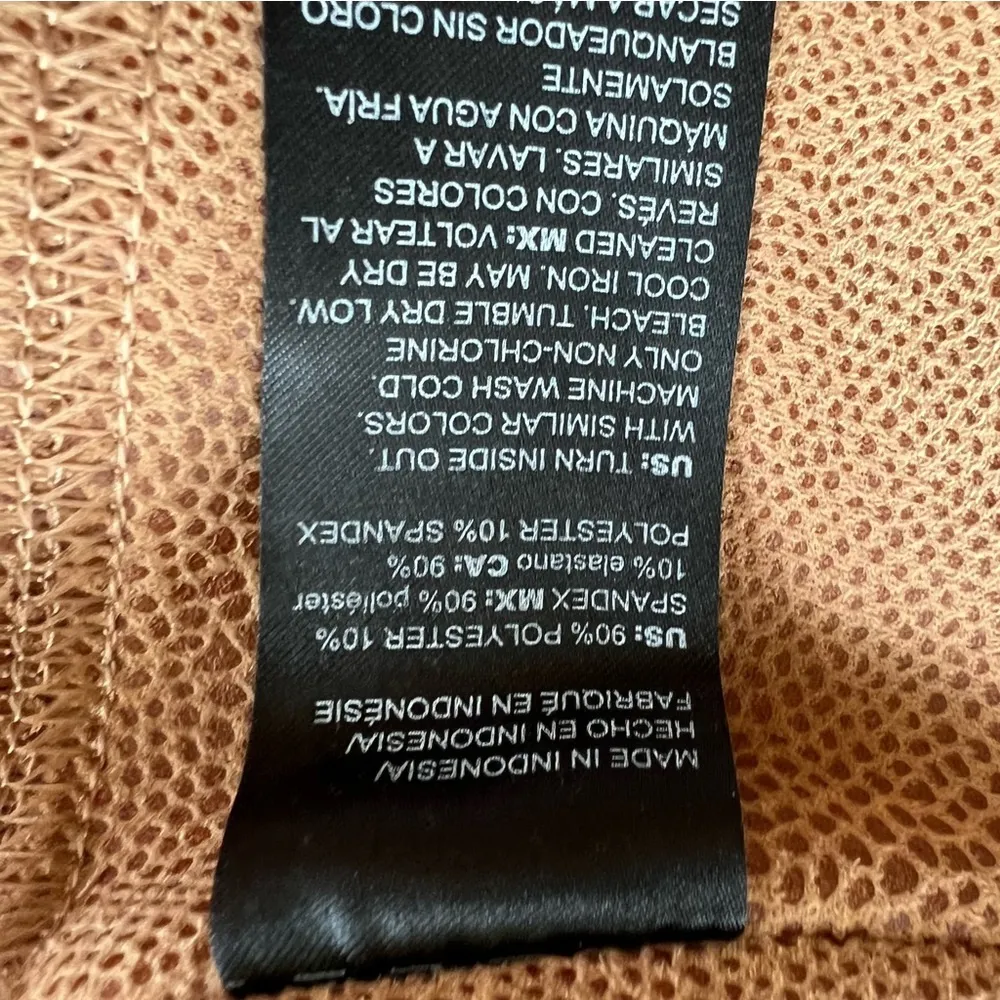 MADE IN INDONESIA/
HECHO EN INDONESIA/
FABRIQUÉ EN INDONÉSIE
US: 90% POLYESTER 10%
SPANDEX MX: 90% poliéster
10% elastano CA: 90%
POLYESTER 10% SPANDEX
US: TURN INSIDE OUT.
WITH SIMILAR COLORS.
MACHINE WASH COLD.
ONLY NON-CHLORINE
BLEACH. TUMBLE DRY LOW.
COOL IRON. MAY BE DRY
CLEANED MX: VOLTEAR AL
REVÉS. CON COLORES
SIMILARES. LAVAR A
MÁQUINA CON AGUA FRÍA.
SOLAMENTE
BLANQUEADOR SIN CLORO
SECAR A